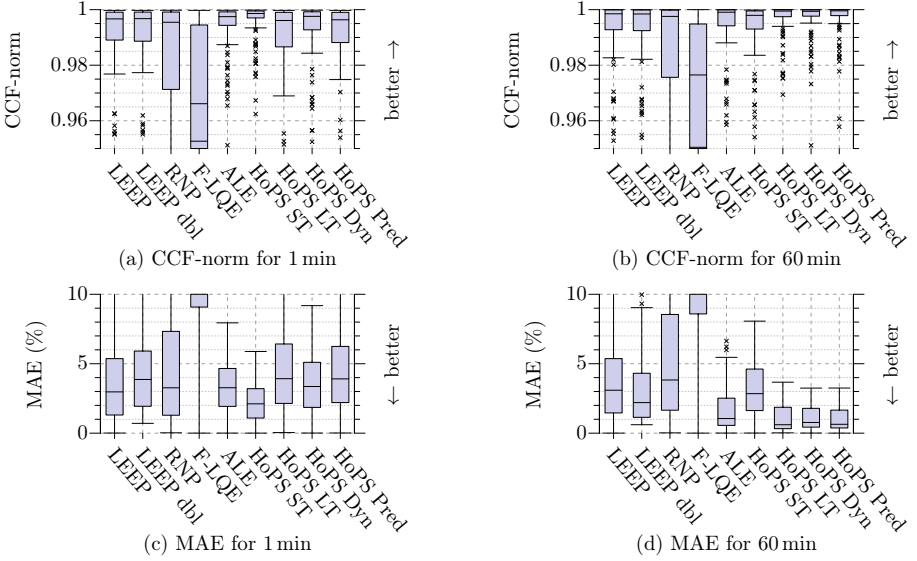 CCF-norm
1
0.98
0.96
better →
LEEP
LEEP dbl
RNP
F-LQE
ALE
HoPS ST
HoPS LT
HoPS Dyn
HoPS Pred
(a) CCF-norm for 1 min
CCF-norm
1
0.98
0.96
better →
LEEP
LEEP dbl
RNP
F-LQE
ALE
HoPS ST
HoPS LT
HoPS Dyn
HoPS Pred
(b) CCF-norm for 60 min
MAE (%)
10
5
0
← better
LEEP
LEEP dbl
RNP
F-LQE
ALE
HoPS ST
HoPS LT
HoPS Dyn
HoPS Pred
(c) MAE for 1 min
MAE (%)
10
5
0
← better
LEEP
LEEP dbl
RNP
F-LQE
ALE
HoPS ST
HoPS LT
HoPS Dyn
HoPS Pred
(d) MAE for 60 min